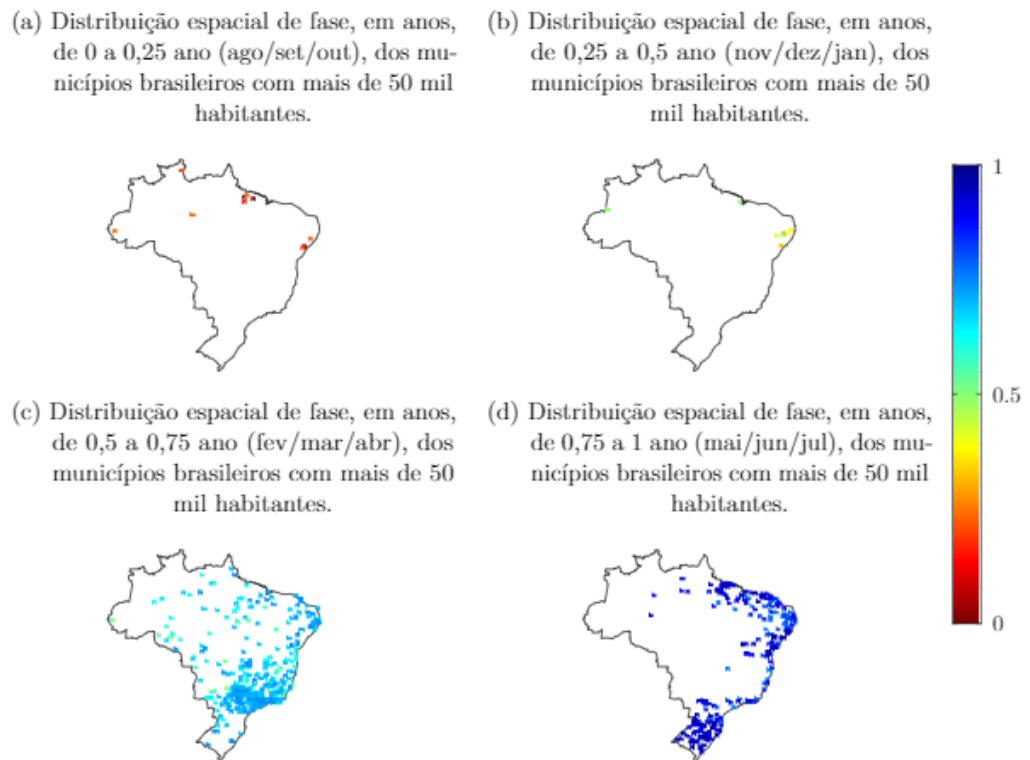 (a) Distribuição espacial de fase, em anos,
de 0 a 0,25 ano (ago/set/out), dos mu-
nicípios brasileiros com mais de 50 mil
habitantes.
(b) Distribuição espacial de fase, em anos,
de 0,25 a 0,5 ano (nov/dez/jan), dos
municípios brasileiros com mais de 50
mil habitantes.
1
0.5
0
(c) Distribuição espacial de fase, em anos,
de 0,5 a 0,75 ano (fev/mar/abr), dos
municípios brasileiros com mais de 50
mil habitantes.
(d) Distribuição espacial de fase, em anos,
de 0,75 a 1 ano (mai/jun/jul), dos mu-
nicípios brasileiros com mais de 50 mil
habitantes.